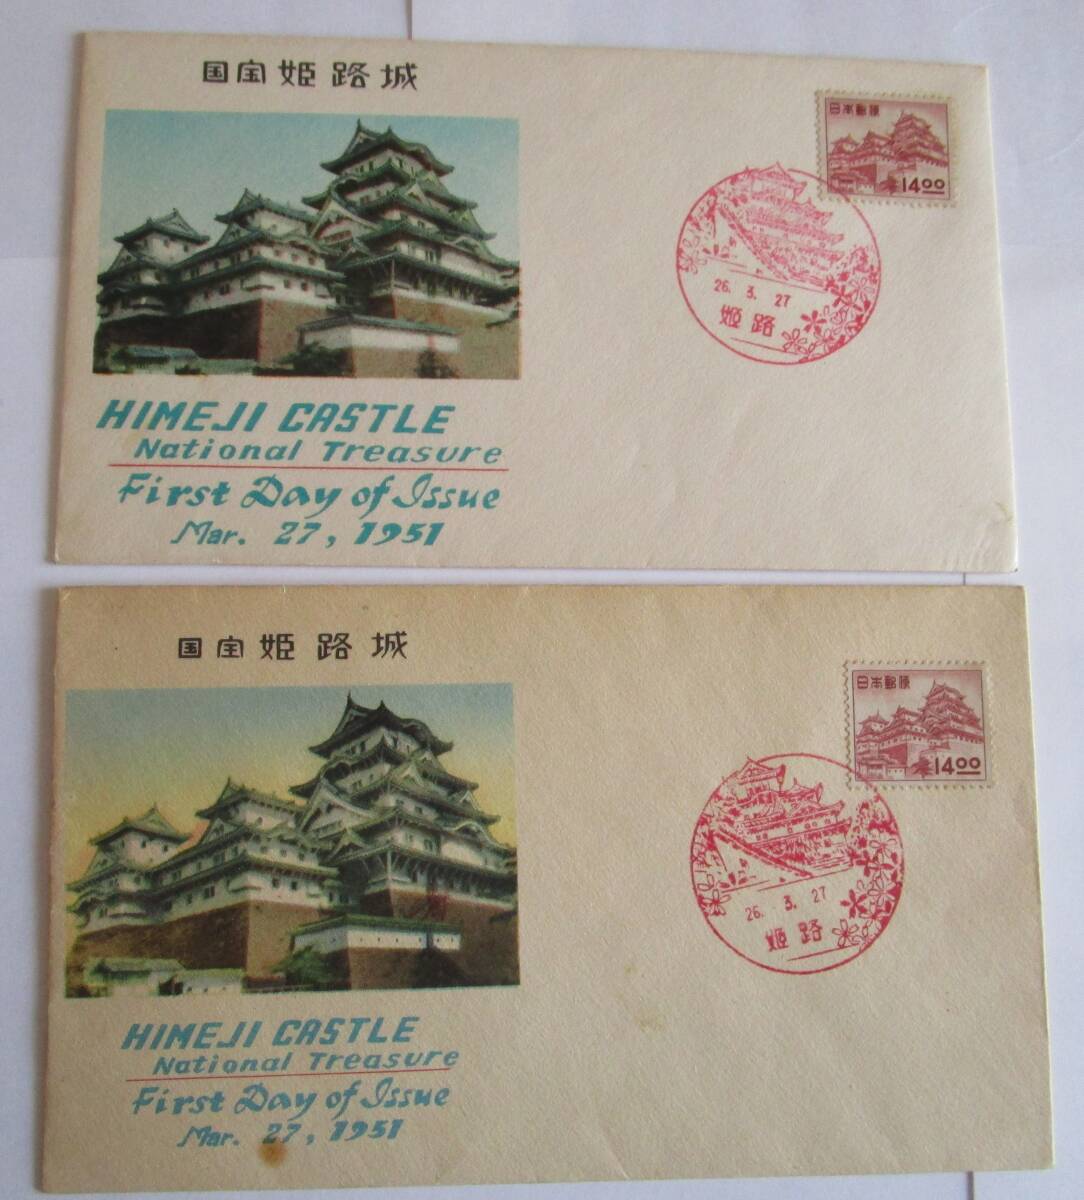 国宝 姫路城
日本郵便
14.00
26. 3. 27
姫路
HIMEJI CASTLE
National Treasure
First Day of Issue
Mar. 27, 1951
国宝 姫路城
日本郵便
14.00
26. 3. 27
姫路
HIMEJI CASTLE
National Treasure
First Day of Issue
Mar. 27, 1951